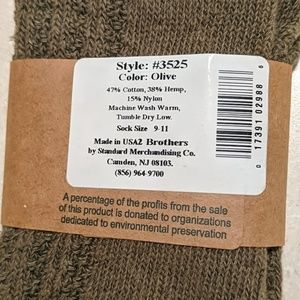 Style: #3525
Color: Olive
47% Cotton, 38% Hemp,
15% Nylon
Machine Wash Warm,
Tumble Dry Low.
Sock Size 9-11
Made in USAZ Brothers
by Standard Merchandising Co.
Camden, NJ 08103.
(856) 964-9700
0 17391 02988 6
A percentage of the profits from the sale
of this product is donated to organizations
dedicated to environmental preservation